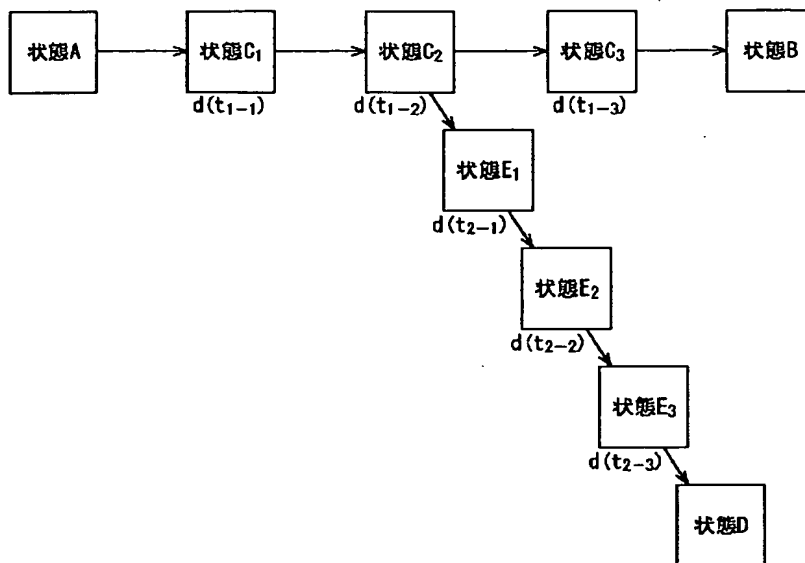 状態A
状態C₁
状態C₂
状態C₃
状態B
d(t₁₋₁)
d(t₁₋₂)
d(t₁₋₃)
状態E₁
d(t₂₋₁)
状態E₂
d(t₂₋₂)
状態E₃
d(t₂₋₃)
状態D